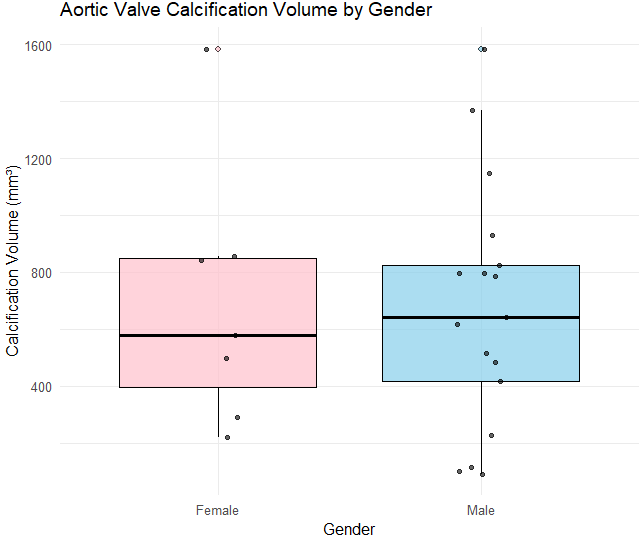 Aortic Valve Calcification Volume by Gender
Calcification Volume (mm³)
1600
1200
800
400
Female
Male
Gender